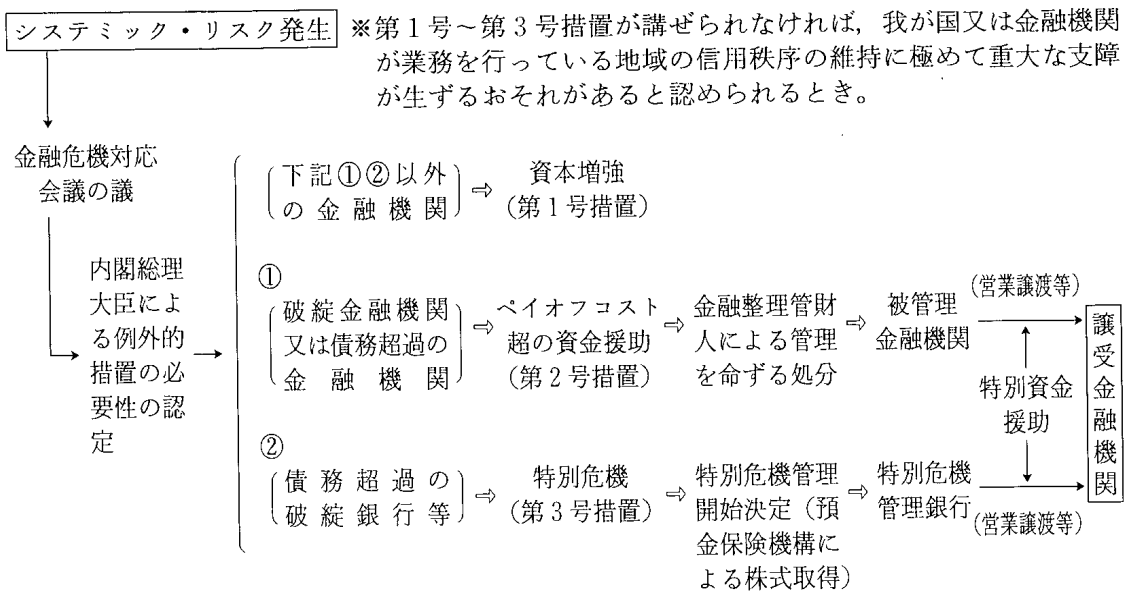 システミック・リスク発生
※第1号~第3号措置が講ぜられなければ,我が国又は金融機関
が業務を行っている地域の信用秩序の維持に極めて重大な支障
が生ずるおそれがあると認められるとき。
金融危機対応
会議の議
内閣総理
大臣によ
る例外的
措置の必
要性の認
定
下記①②以外
の金融機関
⇨
資本増強
(第1号措置)
①
破綻金融機関
又は債務超過の
金融機関
⇨
ペイオフコスト
超の資金援助
(第2号措置)
⇨
金融整理管財
人による管理
を命ずる処分
⇨
被管理
金融機関
(営業譲渡等)
②
債務超過の
破綻銀行等
⇨
特別危機
(第3号措置)
⇨
特別危機管理
開始決定(預
金保険機構に
よる株式取得)
⇨
特別危機
管理銀行
(営業譲渡等)
特別資金
援助
譲受金融機関